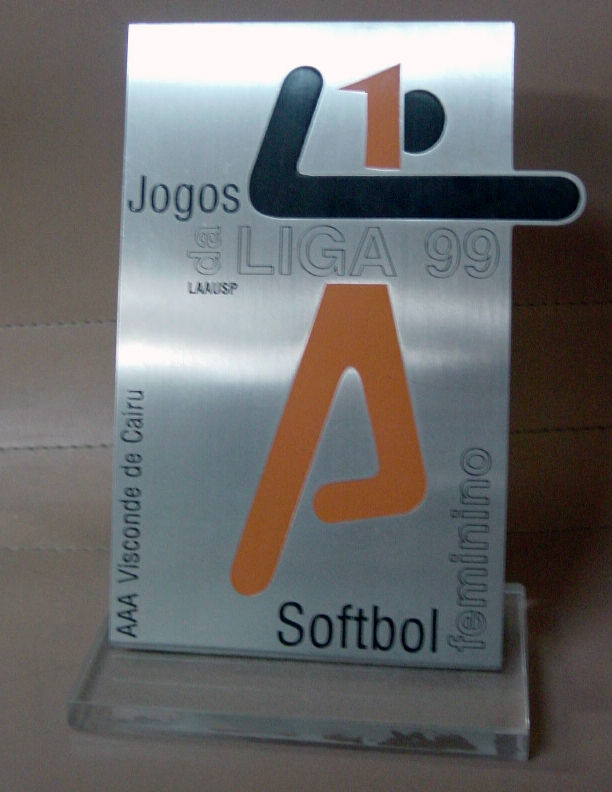 1
Jogos
da LIGA 99
LAAUSP
AAA Visconde de Cairu
Softbol
feminino